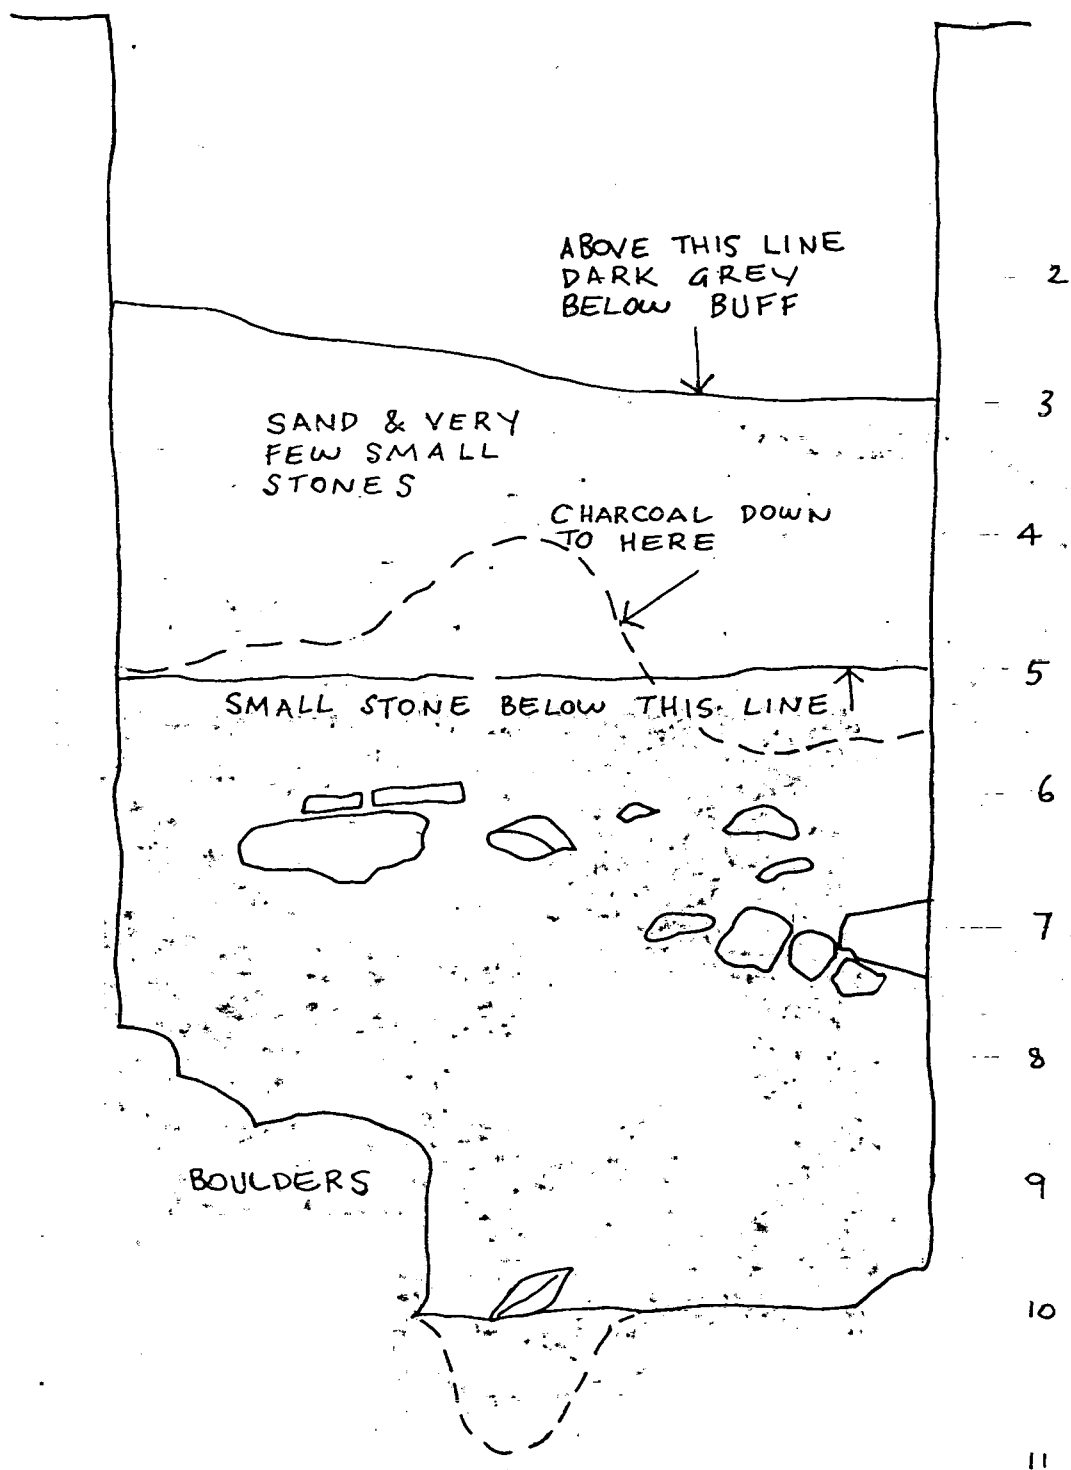 ABOVE THIS LINE
DARK GREY
BELOW BUFF
2
3
SAND & VERY
FEW SMALL
STONES
CHARCOAL DOWN
TO HERE
4
5
SMALL STONE BELOW THIS LINE
6
7
8
BOULDERS
9
10
11